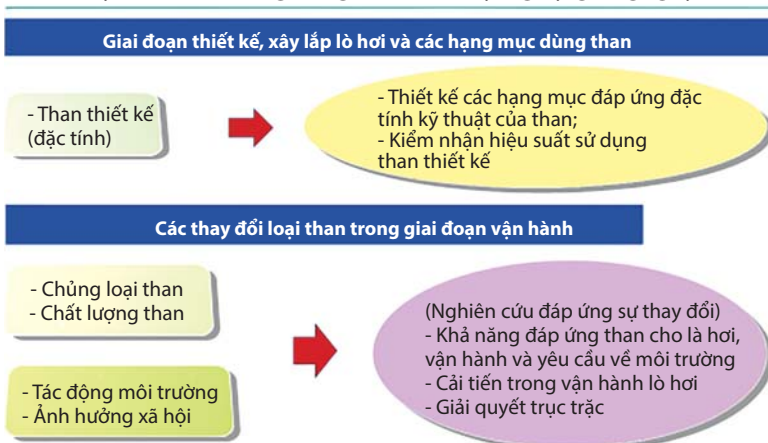 Giai đoạn thiết kế, xây lắp lò hơi và các hạng mục dùng than
- Than thiết kế
(đặc tính)
- Thiết kế các hạng mục đáp ứng đặc
tính kỹ thuật của than;
- Kiểm nhận hiệu suất sử dụng
than thiết kế
Các thay đổi loại than trong giai đoạn vận hành
- Chủng loại than
- Chất lượng than
- Tác động môi trường
- Ảnh hưởng xã hội
(Nghiên cứu đáp ứng sự thay đổi)
- Khả năng đáp ứng than cho là hơi,
vận hành và yêu cầu về môi trường
- Cải tiến trong vận hành lò hơi
- Giải quyết trục trặc